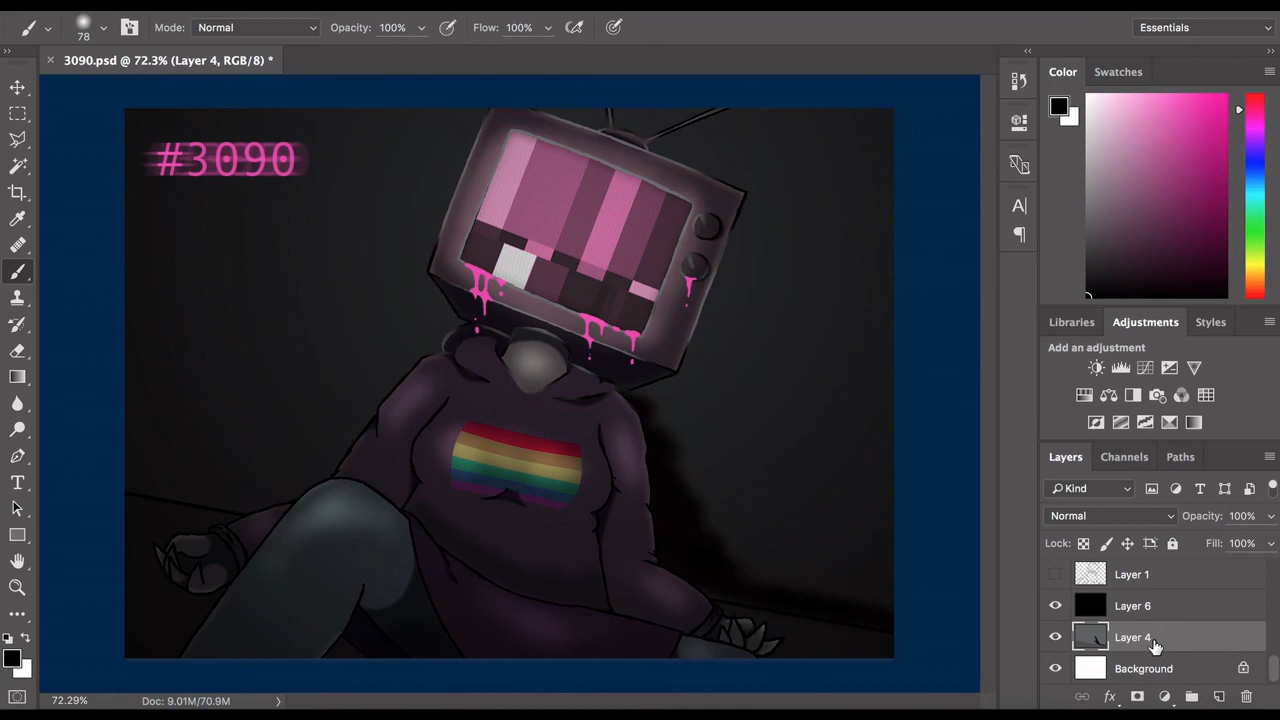 78
Mode: Normal
Opacity: 100%
Flow: 100%
Essentials
3090.psd @ 72.3% (Layer 4, RGB/8) *
#3090
Color
Swatches
Libraries
Adjustments
Styles
Add an adjustment
Layers
Channels
Paths
Kind
Normal
Opacity: 100%
Lock:
Fill: 100%
Layer 1
Layer 6
Layer 4
Background
72.29%
Doc: 9.01M/70.9M